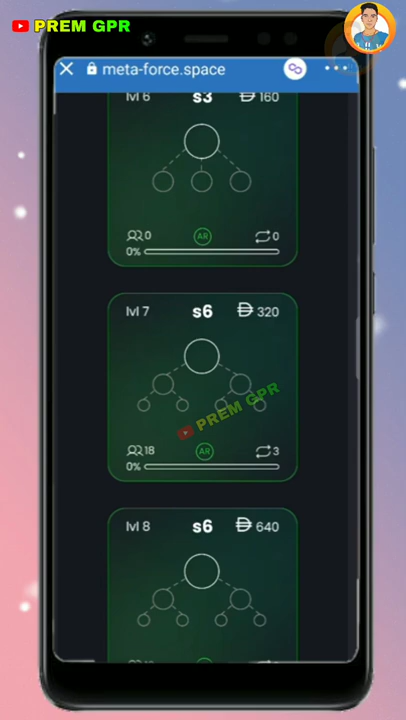 PREM GPR
meta-force.space
lvl 6 s3 160
0 AR 0
0%
lvl 7 s6 320
PREM GPR
18 AR 3
0%
lvl 8 s6 640